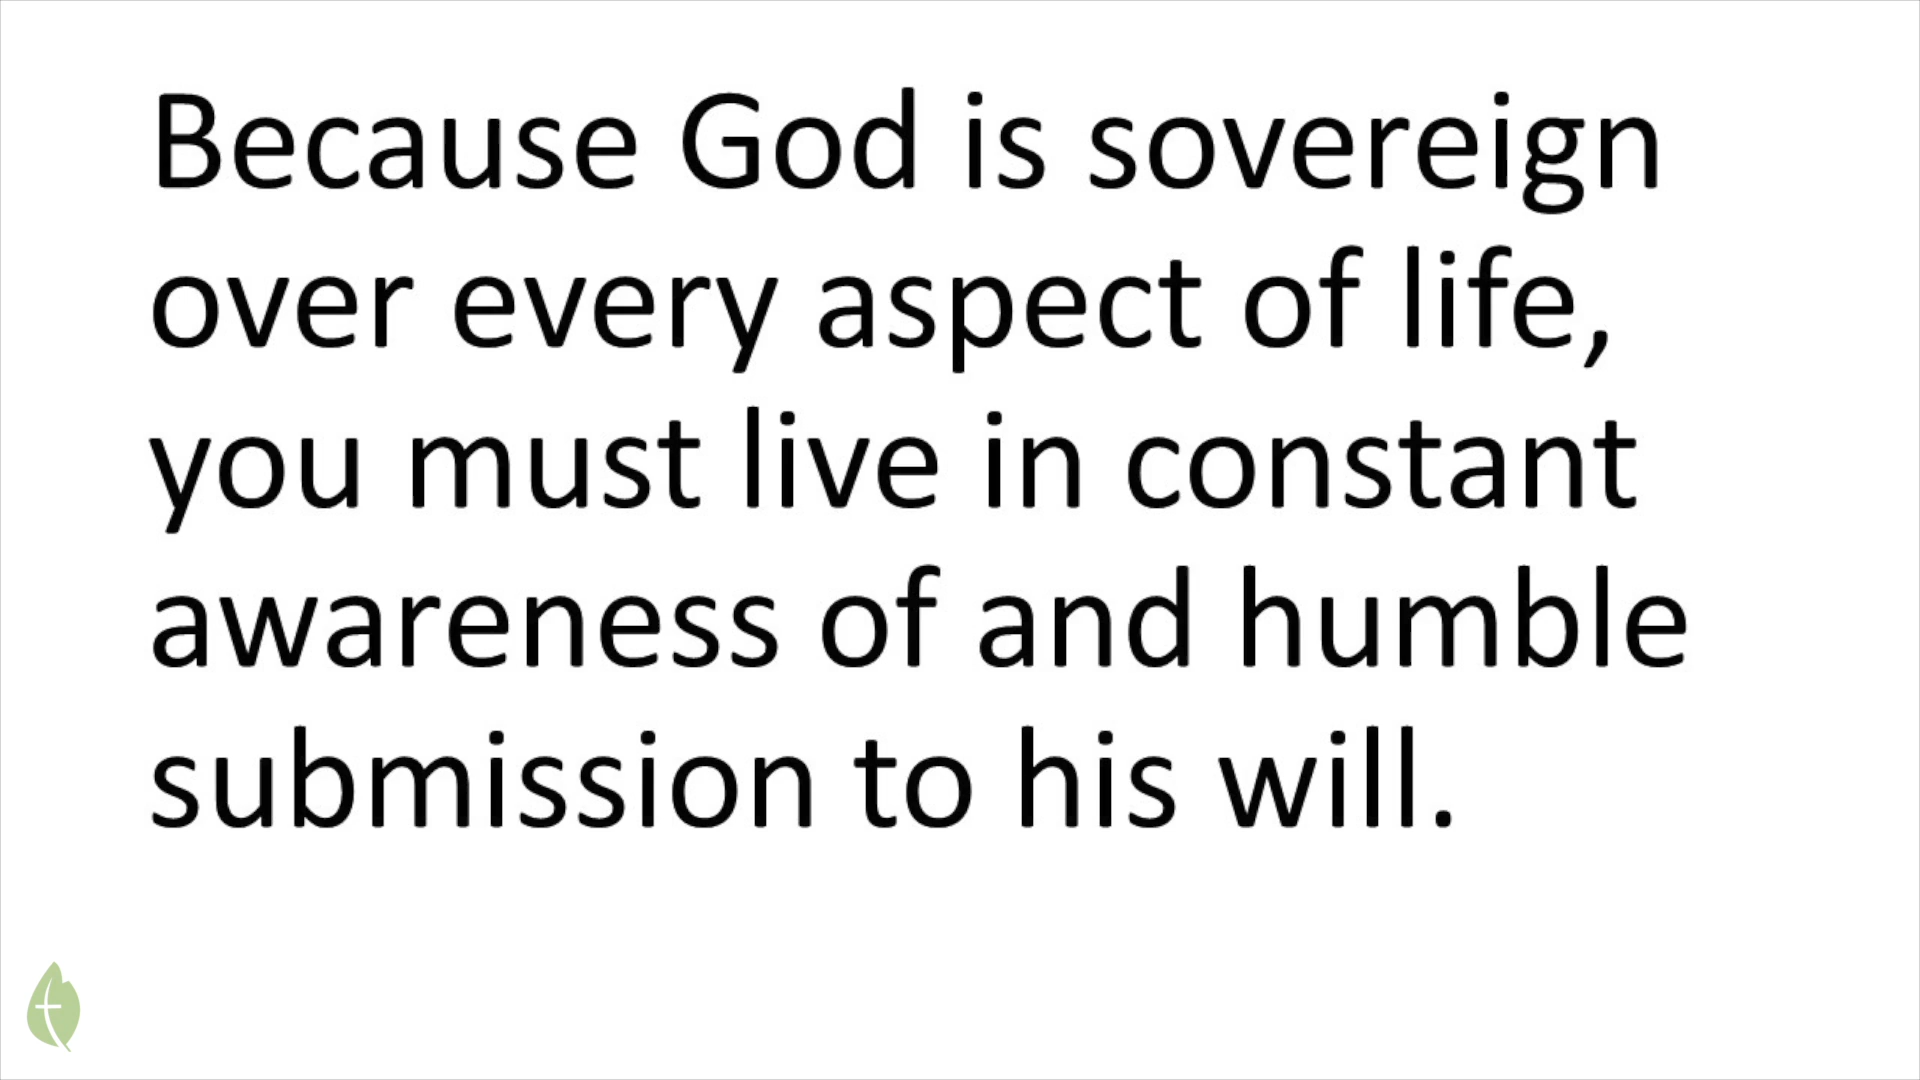 Because God is sovereign
over every aspect of life,
you must live in constant
awareness of and humble
submission to his will.